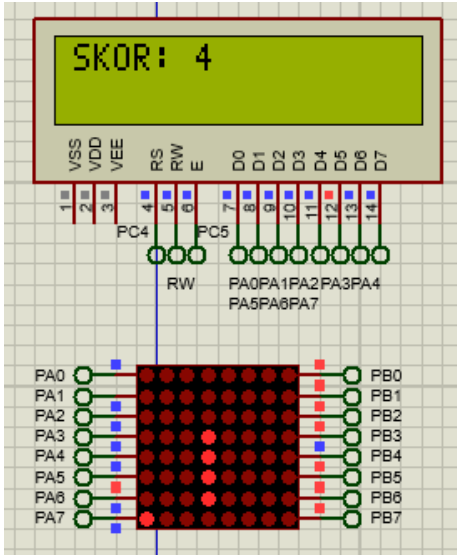 SKOR: 4
VSS VDD VEE RS RW E D0 D1 D2 D3 D4 D5 D6 D7
1 2 3 4 5 6 7 8 9 10 11 12 13 14
PC4 PC5
RW PA0PA1PA2PA3PA4
PA5PA6PA7
PA0 PB0
PA1 PB1
PA2 PB2
PA3 PB3
PA4 PB4
PA5 PB5
PA6 PB6
PA7 PB7